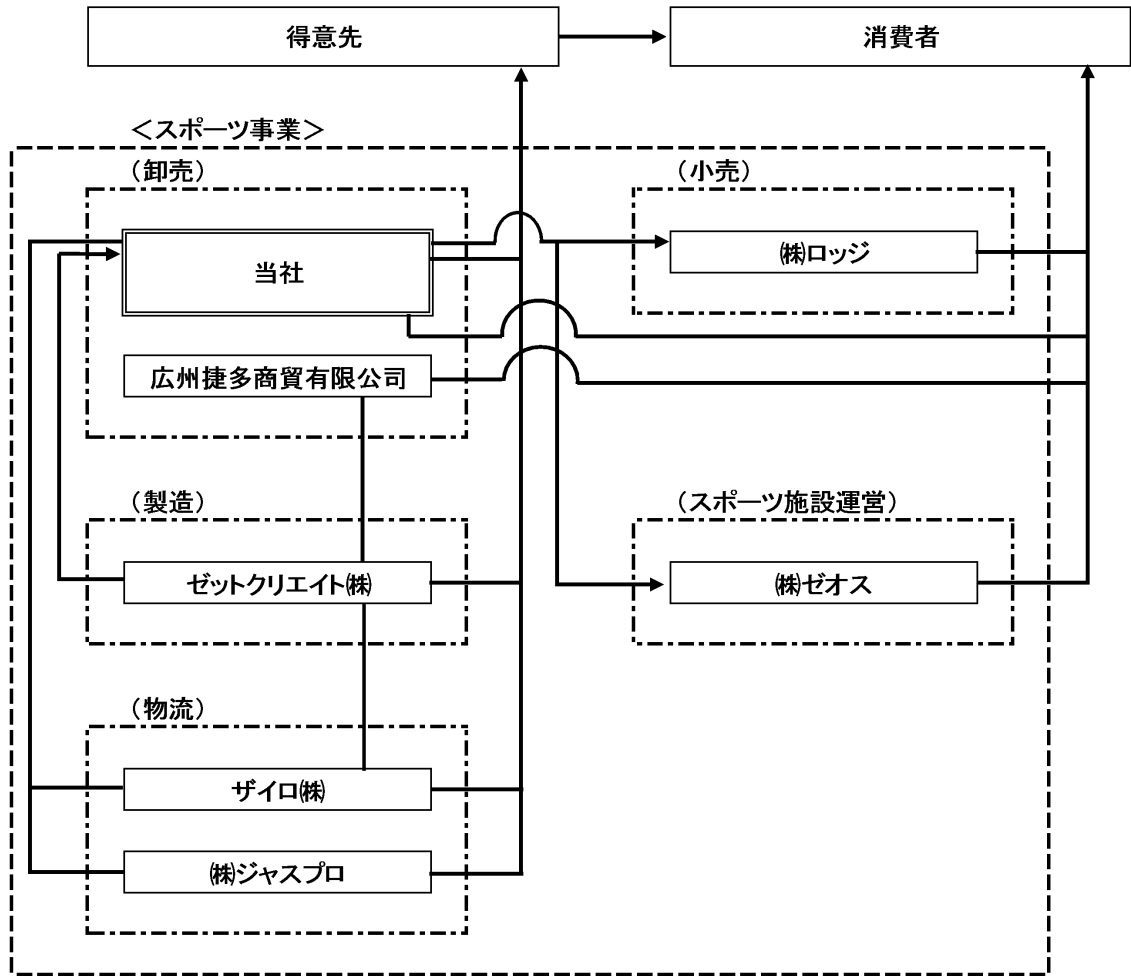 得意先
消費者
＜スポーツ事業＞
（卸売）
（小売）
当社
㈱ロッジ
広州捷多商貿有限公司
（製造）
（スポーツ施設運営）
ゼットクリエイト㈱
㈱ゼオス
（物流）
ザイロ㈱
㈱ジャスプロ